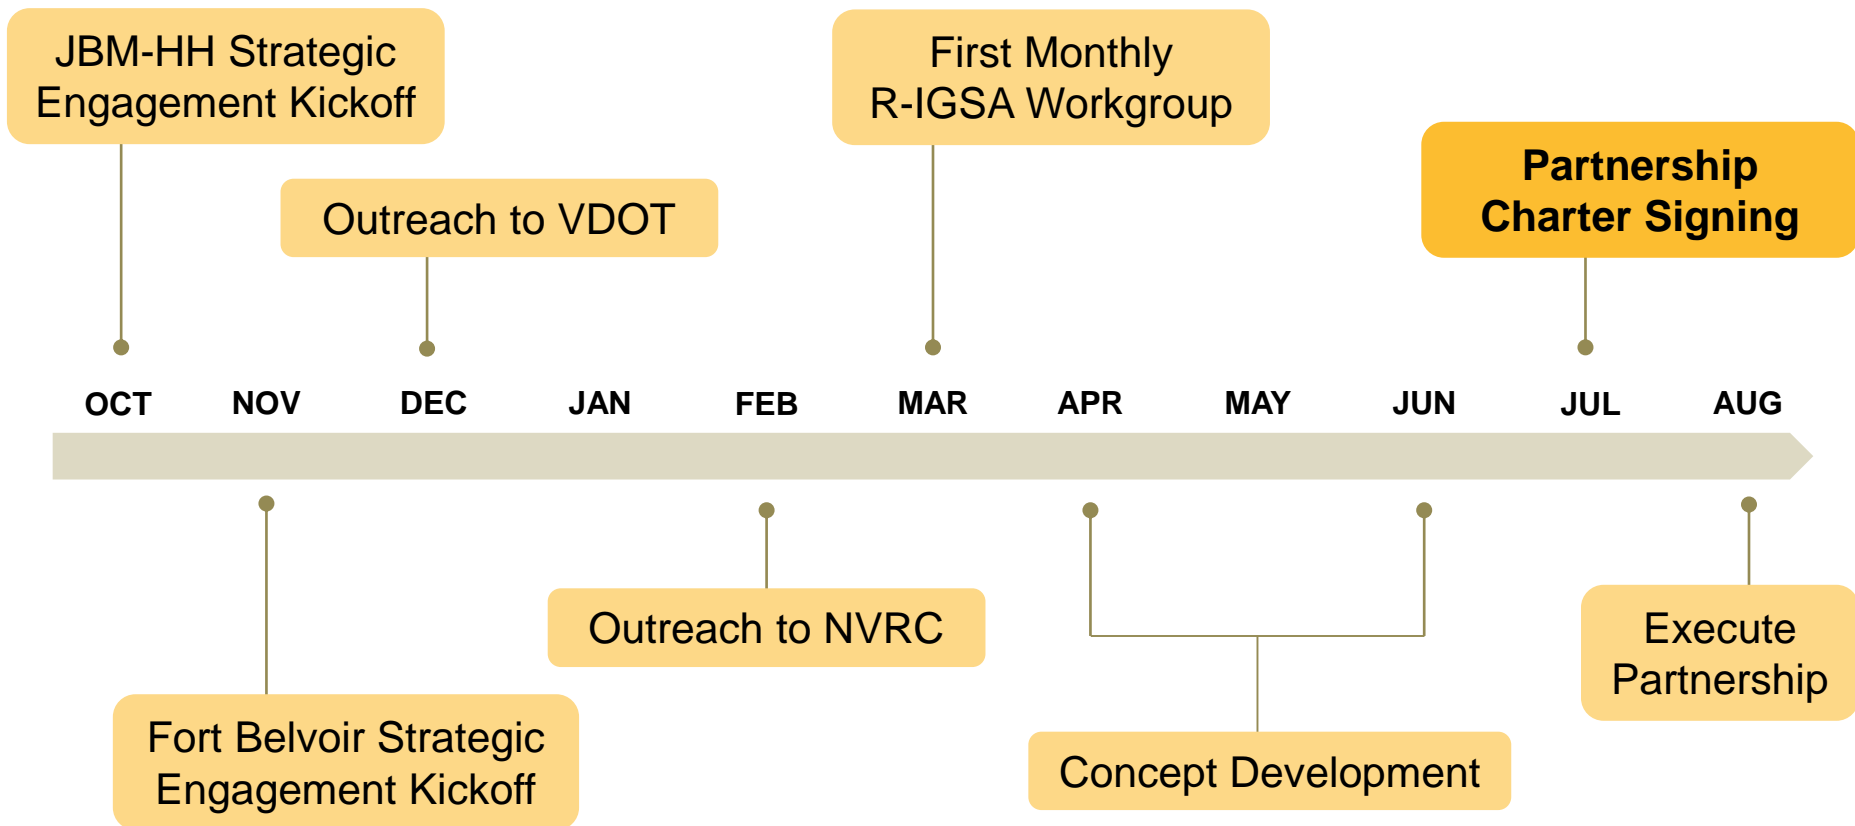 JBM-HH Strategic
Engagement Kickoff
First Monthly
R-IGSA Workgroup
Partnership
Charter Signing
Outreach to VDOT
OCT NOV DEC JAN FEB MAR APR MAY JUN JUL AUG
Outreach to NVRC
Execute
Partnership
Fort Belvoir Strategic
Engagement Kickoff
Concept Development